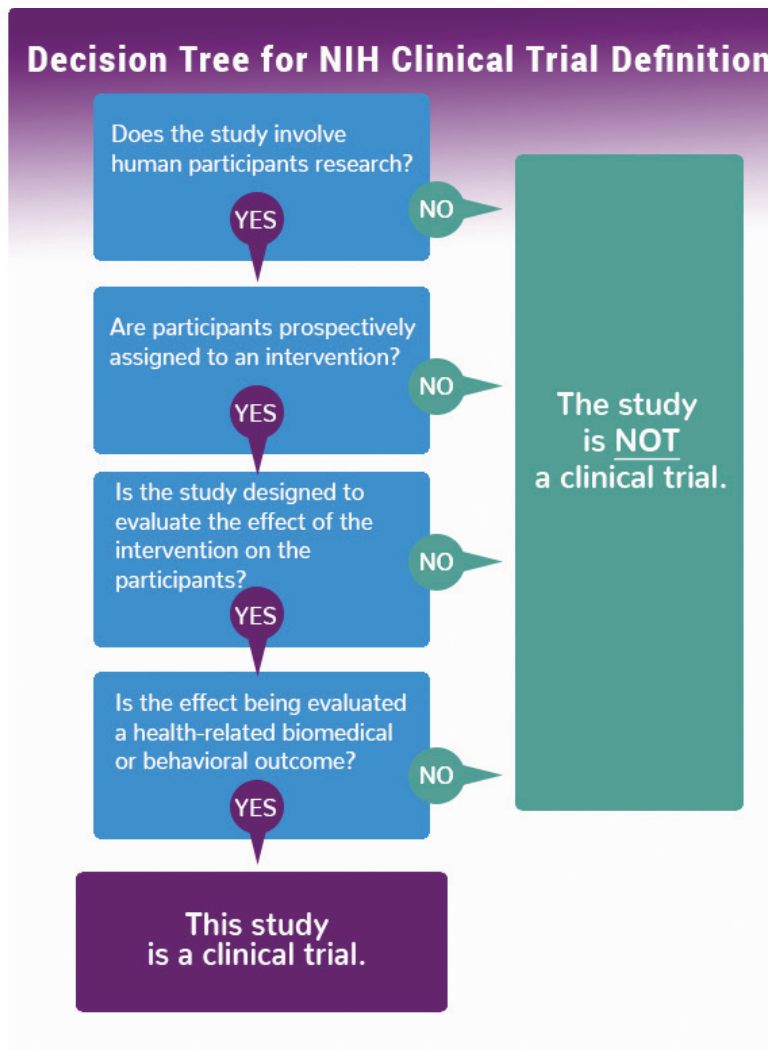 Decision Tree for NIH Clinical Trial Definition
Does the study involve
human participants research?
YES
NO
Are participants prospectively
assigned to an intervention?
YES
NO
Is the study designed to
evaluate the effect of the
intervention on the
participants?
YES
NO
Is the effect being evaluated
a health-related biomedical
or behavioral outcome?
YES
NO
The study
is NOT
a clinical trial.
This study
is a clinical trial.